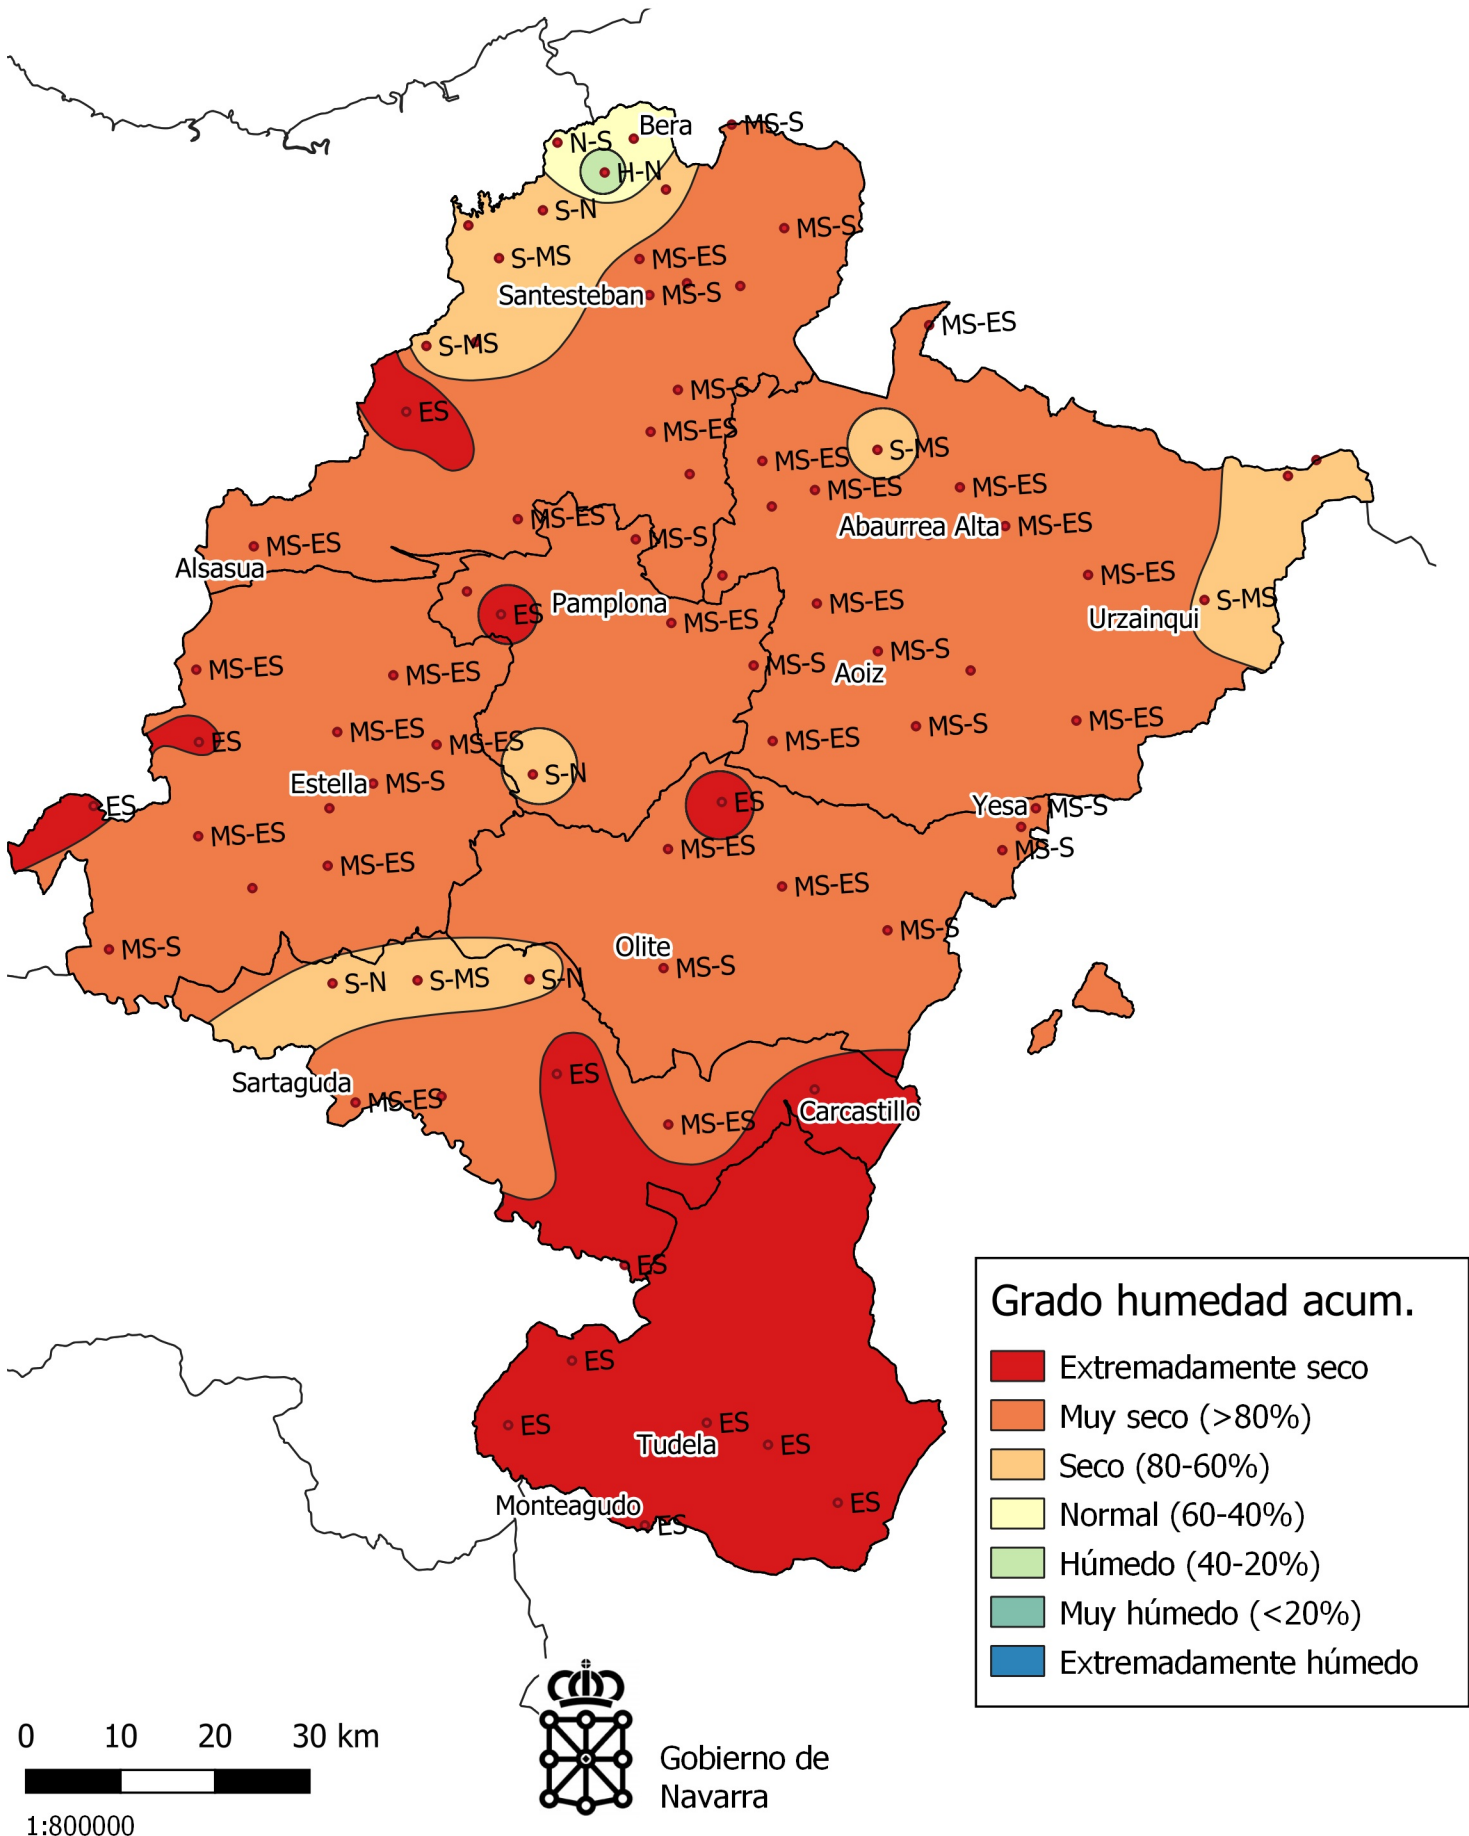 Bera
MS-S
N-S
H-N
S-N
MS-S
S-MS
MS-ES
Santesteban
MS-S
MS-ES
S-MS
MS-S
ES
MS-ES
S-MS
MS-ES
MS-ES
MS-ES
MS-ES
Abaurrea Alta
MS-ES
MS-S
MS-ES
Alsasua
MS-ES
S-MS
Pamplona
MS-ES
ES
MS-ES
Urzainqui
MS-S
MS-S
MS-ES
MS-ES
Aoiz
MS-ES
MS-S
MS-ES
MS-ES
MS-ES
ES
S-N
Estella
MS-S
ES
ES
Yesa
MS-S
MS-ES
MS-ES
MS-S
MS-ES
MS-ES
MS-S
MS-S
Olite
MS-S
S-N
S-MS
S-N
ES
Sartaguda
MS-ES
Carcastillo
MS-ES
ES
ES
ES
ES
Tudela
ES
Monteagudo
ES
ES
Grado humedad acum.
Extremadamente seco
Muy seco (>80%)
Seco (80-60%)
Normal (60-40%)
Húmedo (40-20%)
Muy húmedo (<20%)
Extremadamente húmedo
0 10 20 30 km
1:800000
Gobierno de
Navarra